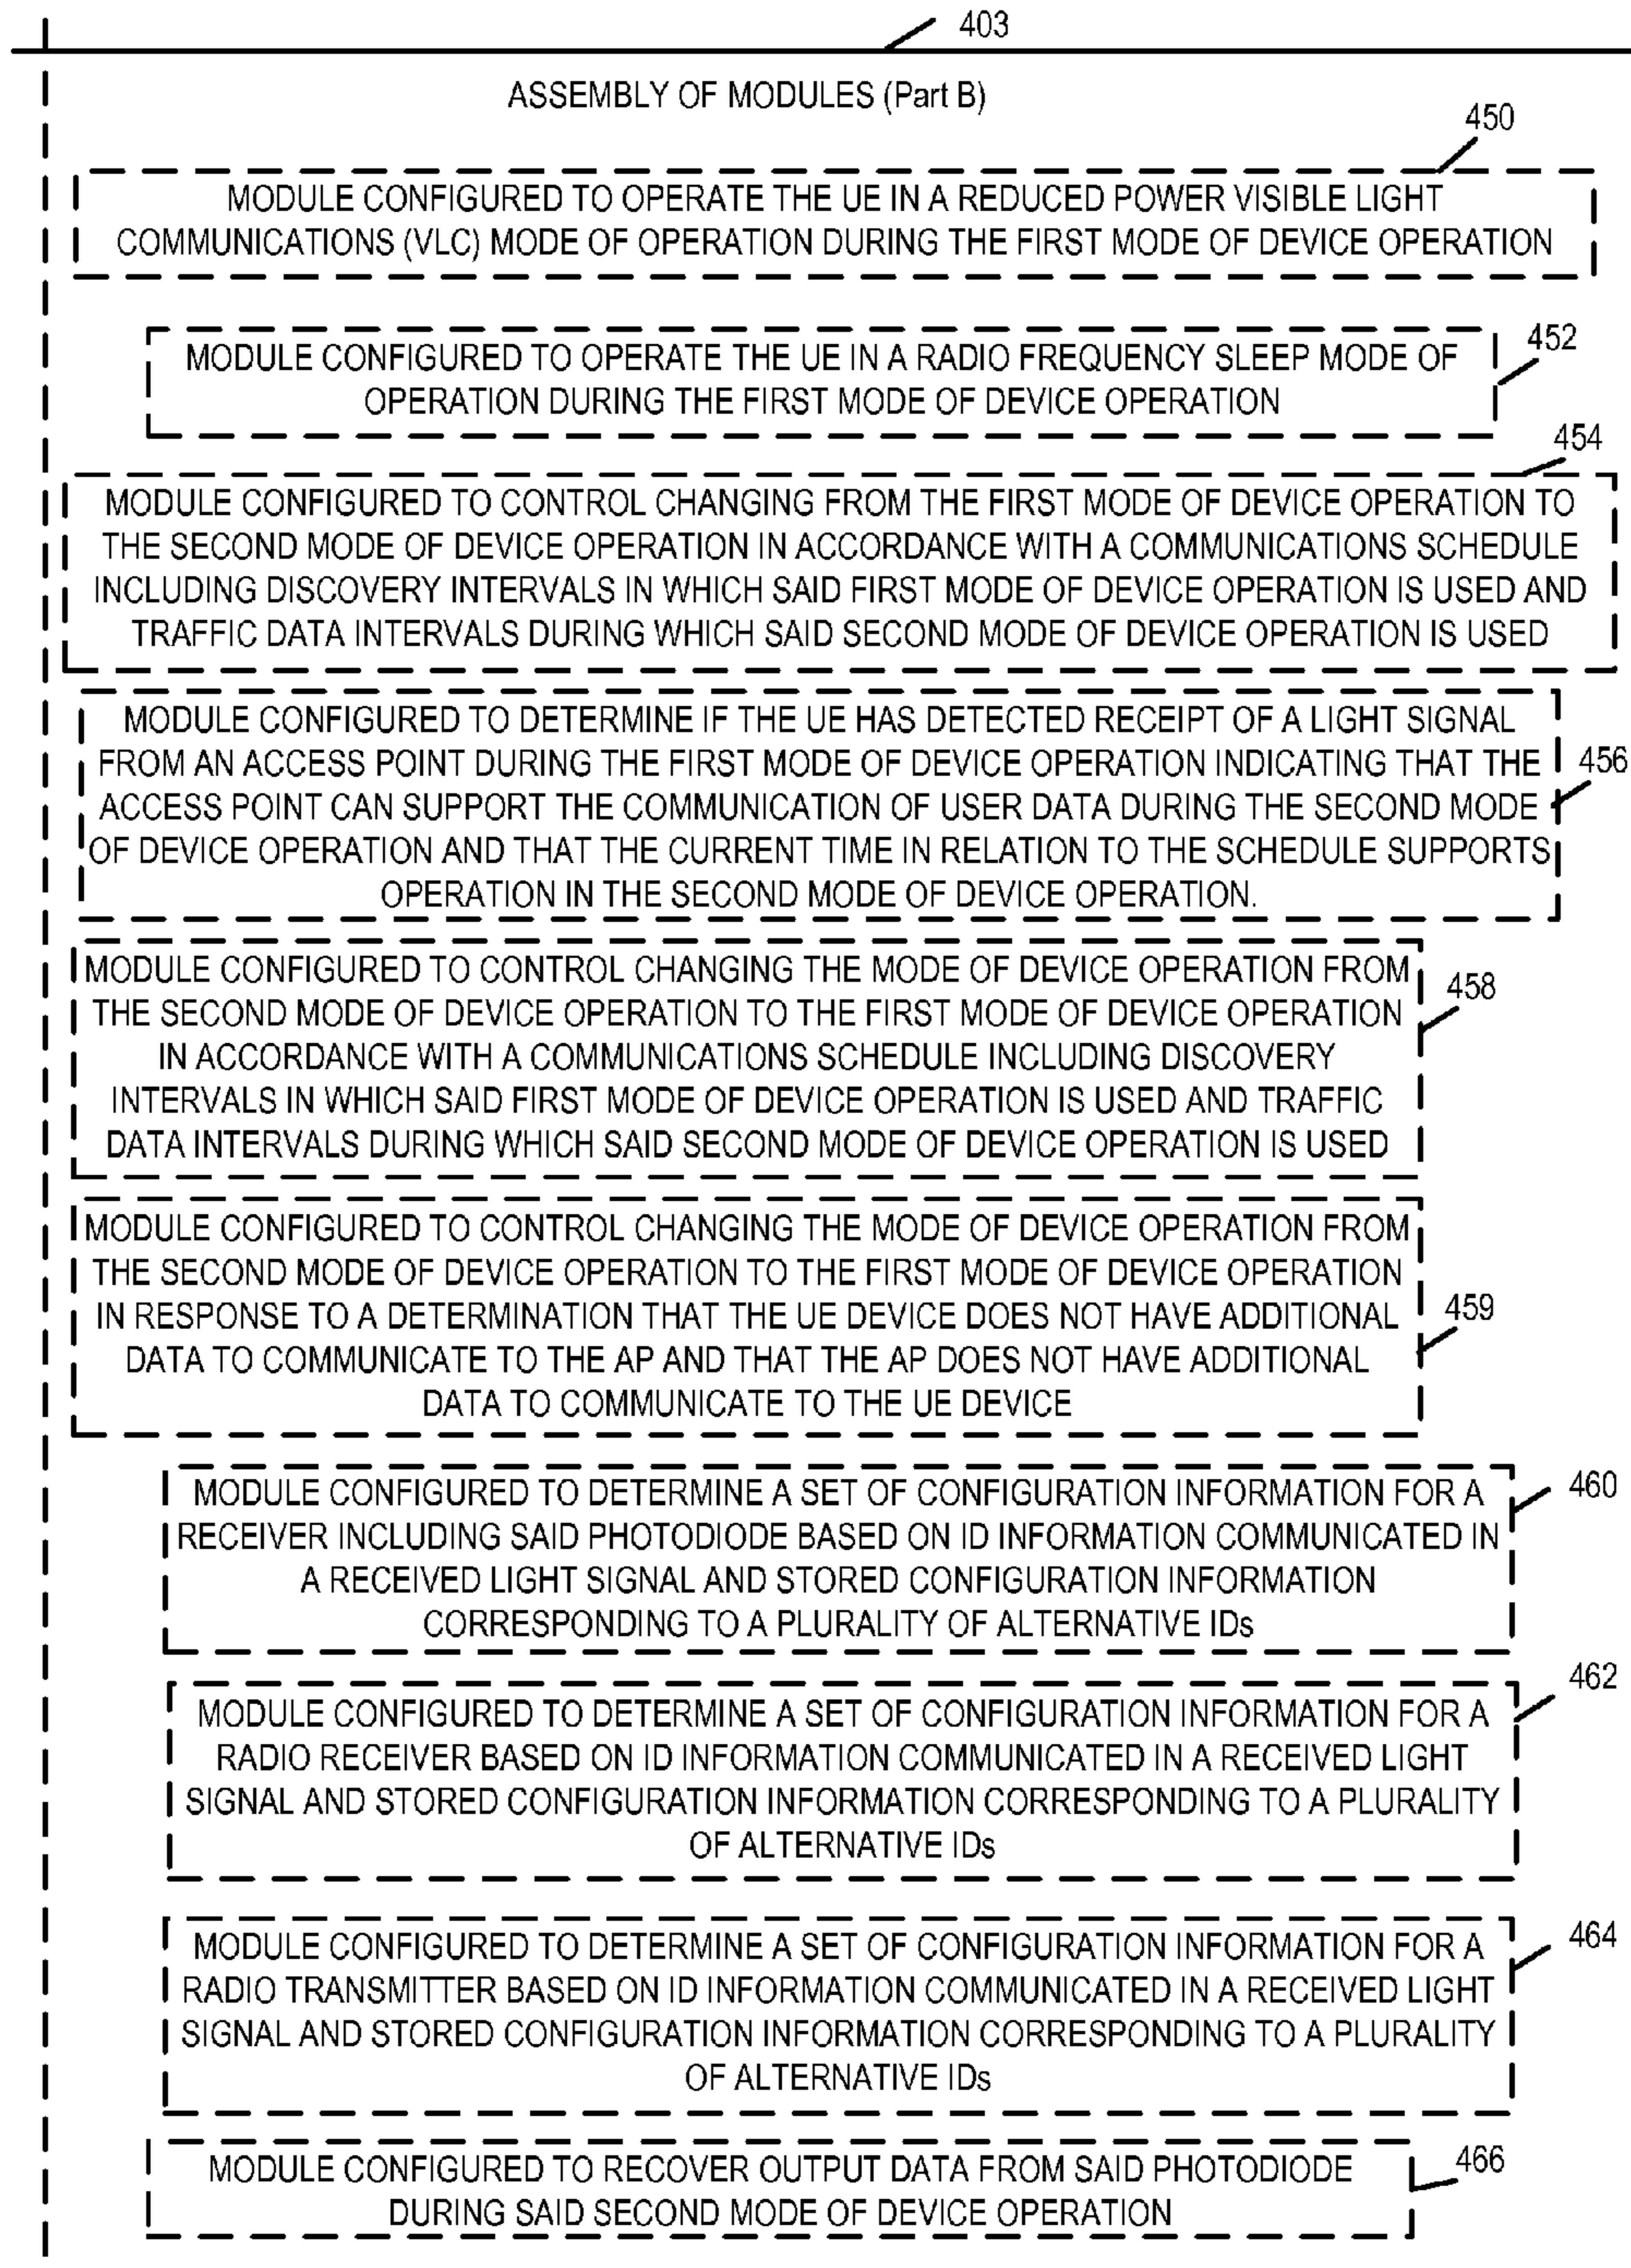 403
ASSEMBLY OF MODULES (Part B)
450
MODULE CONFIGURED TO OPERATE THE UE IN A REDUCED POWER VISIBLE LIGHT
COMMUNICATIONS (VLC) MODE OF OPERATION DURING THE FIRST MODE OF DEVICE OPERATION
452
MODULE CONFIGURED TO OPERATE THE UE IN A RADIO FREQUENCY SLEEP MODE OF
OPERATION DURING THE FIRST MODE OF DEVICE OPERATION
454
MODULE CONFIGURED TO CONTROL CHANGING FROM THE FIRST MODE OF DEVICE OPERATION TO
THE SECOND MODE OF DEVICE OPERATION IN ACCORDANCE WITH A COMMUNICATIONS SCHEDULE
INCLUDING DISCOVERY INTERVALS IN WHICH SAID FIRST MODE OF DEVICE OPERATION IS USED AND
TRAFFIC DATA INTERVALS DURING WHICH SAID SECOND MODE OF DEVICE OPERATION IS USED
MODULE CONFIGURED TO DETERMINE IF THE UE HAS DETECTED RECEIPT OF A LIGHT SIGNAL
FROM AN ACCESS POINT DURING THE FIRST MODE OF DEVICE OPERATION INDICATING THAT THE
456
ACCESS POINT CAN SUPPORT THE COMMUNICATION OF USER DATA DURING THE SECOND MODE
OF DEVICE OPERATION AND THAT THE CURRENT TIME IN RELATION TO THE SCHEDULE SUPPORTS
OPERATION IN THE SECOND MODE OF DEVICE OPERATION.
MODULE CONFIGURED TO CONTROL CHANGING THE MODE OF DEVICE OPERATION FROM
458
THE SECOND MODE OF DEVICE OPERATION TO THE FIRST MODE OF DEVICE OPERATION
IN ACCORDANCE WITH A COMMUNICATIONS SCHEDULE INCLUDING DISCOVERY
INTERVALS IN WHICH SAID FIRST MODE OF DEVICE OPERATION IS USED AND TRAFFIC
DATA INTERVALS DURING WHICH SAID SECOND MODE OF DEVICE OPERATION IS USED
MODULE CONFIGURED TO CONTROL CHANGING THE MODE OF DEVICE OPERATION FROM
THE SECOND MODE OF DEVICE OPERATION TO THE FIRST MODE OF DEVICE OPERATION
IN RESPONSE TO A DETERMINATION THAT THE UE DEVICE DOES NOT HAVE ADDITIONAL
459
DATA TO COMMUNICATE TO THE AP AND THAT THE AP DOES NOT HAVE ADDITIONAL
DATA TO COMMUNICATE TO THE UE DEVICE
460
MODULE CONFIGURED TO DETERMINE A SET OF CONFIGURATION INFORMATION FOR A
RECEIVER INCLUDING SAID PHOTODIODE BASED ON ID INFORMATION COMMUNICATED IN
A RECEIVED LIGHT SIGNAL AND STORED CONFIGURATION INFORMATION
CORRESPONDING TO A PLURALITY OF ALTERNATIVE IDs
462
MODULE CONFIGURED TO DETERMINE A SET OF CONFIGURATION INFORMATION FOR A
RADIO RECEIVER BASED ON ID INFORMATION COMMUNICATED IN A RECEIVED LIGHT
SIGNAL AND STORED CONFIGURATION INFORMATION CORRESPONDING TO A PLURALITY
OF ALTERNATIVE IDs
464
MODULE CONFIGURED TO DETERMINE A SET OF CONFIGURATION INFORMATION FOR A
RADIO TRANSMITTER BASED ON ID INFORMATION COMMUNICATED IN A RECEIVED LIGHT
SIGNAL AND STORED CONFIGURATION INFORMATION CORRESPONDING TO A PLURALITY
OF ALTERNATIVE IDs
466
MODULE CONFIGURED TO RECOVER OUTPUT DATA FROM SAID PHOTODIODE
DURING SAID SECOND MODE OF DEVICE OPERATION